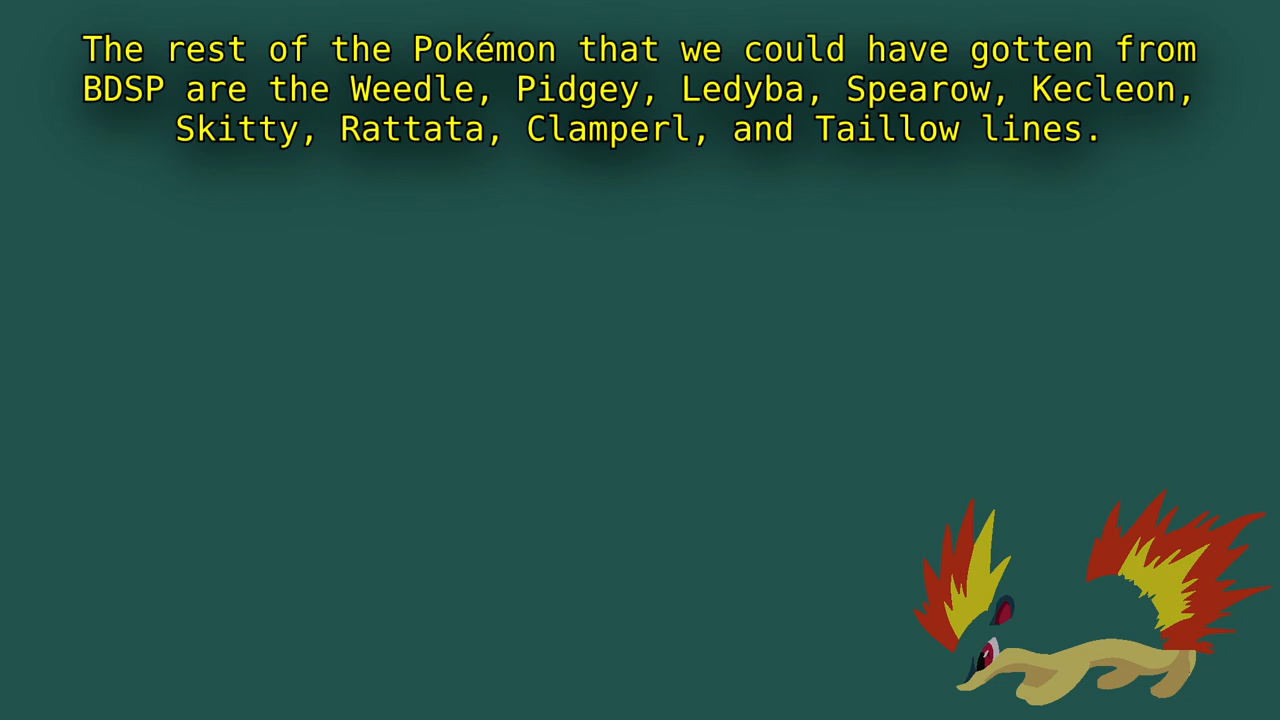 The rest of the Pokémon that we could have gotten from
BDSP are the Weedle, Pidgey, Ledyba, Spearow, Kecleon,
Skitty, Rattata, Clamperl, and Taillow lines.